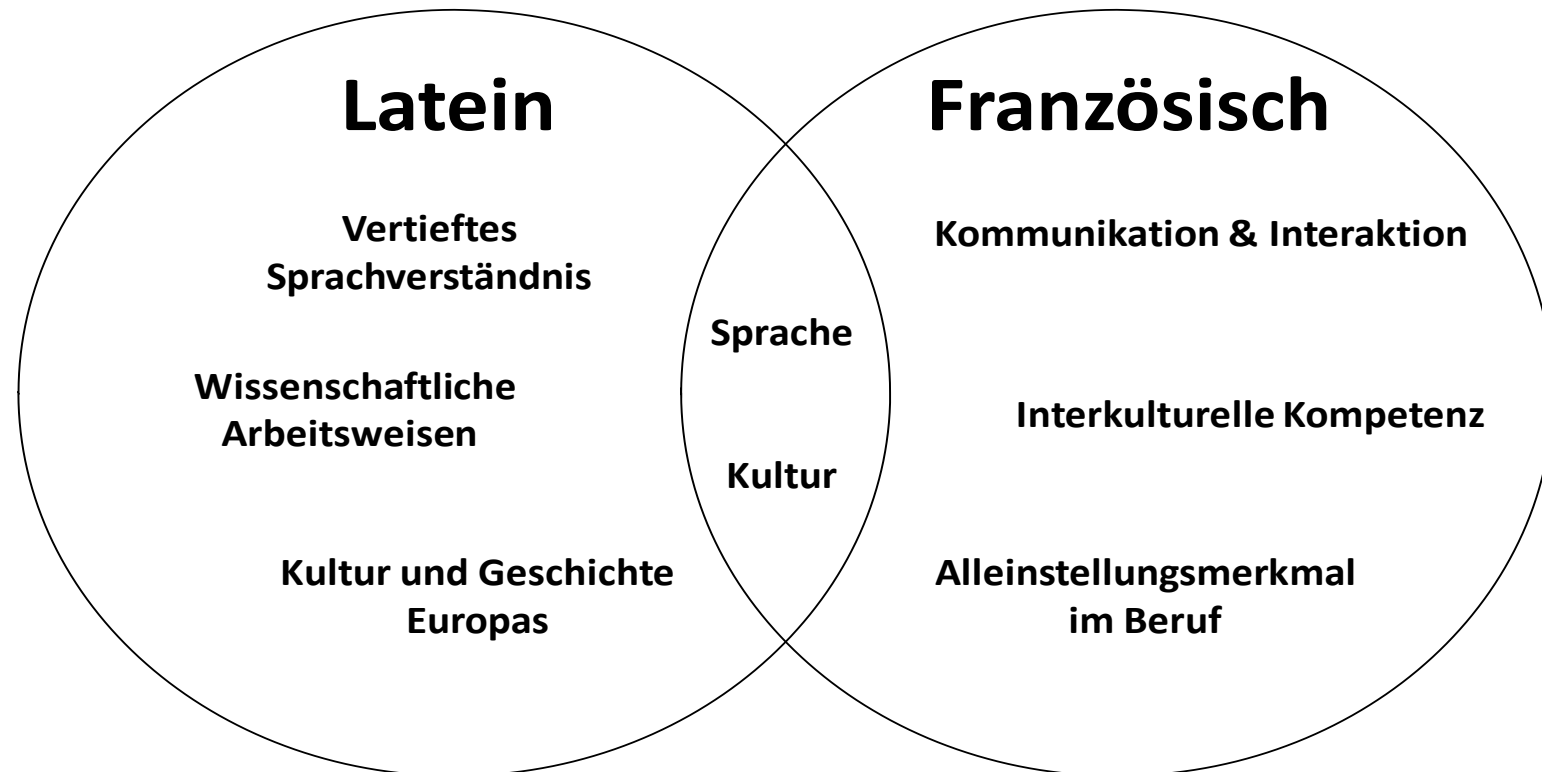 Latein
Vertieftes
Sprachverständnis
Wissenschaftliche
Arbeitsweisen
Kultur und Geschichte
Europas
Sprache
Kultur
Französisch
Kommunikation & Interaktion
Interkulturelle Kompetenz
Alleinstellungsmerkmal
im Beruf